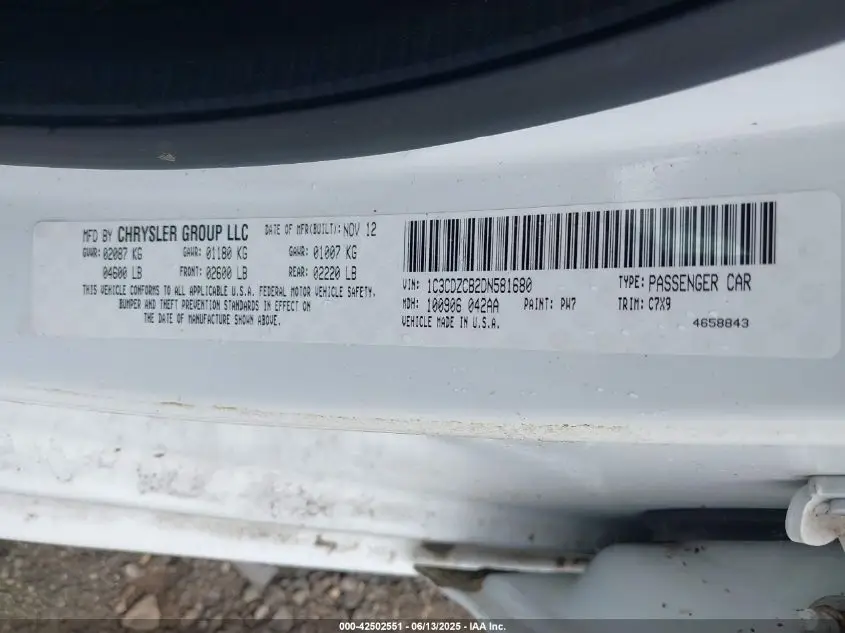 MFD BY CHRYSLER GROUP LLC DATE OF MFR(BUILT): NOV 12
GVWR: 02087 KG GAWR: 01180 KG GAWR: 01007 KG
04600 LB FRONT: 02600 LB REAR: 02220 LB
THIS VEHICLE CONFORMS TO ALL APPLICABLE U.S.A. FEDERAL MOTOR VEHICLE SAFETY,
BUMPER AND THEFT PREVENTION STANDARDS IN EFFECT ON
THE DATE OF MANUFACTURE SHOWN ABOVE.
VIN: 1C3CDZCB2DN581680 TYPE: PASSENGER CAR
MDH: 100906 042AA PAINT: PW7 TRIM: C7X9
VEHICLE MADE IN U.S.A. 4658843
000-42502551 - 06/13/2025 - IAA Inc.